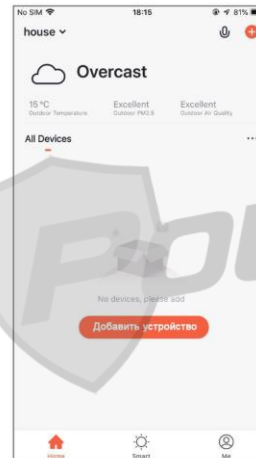 No SIM 18:15 81%
house
Overcast
15 °C Excellent Excellent
Outdoor Temperature Outdoor PM2.5 Outdoor Air Quality
All Devices ...
No devices, please add
Добавить устройство
Home Smart Me